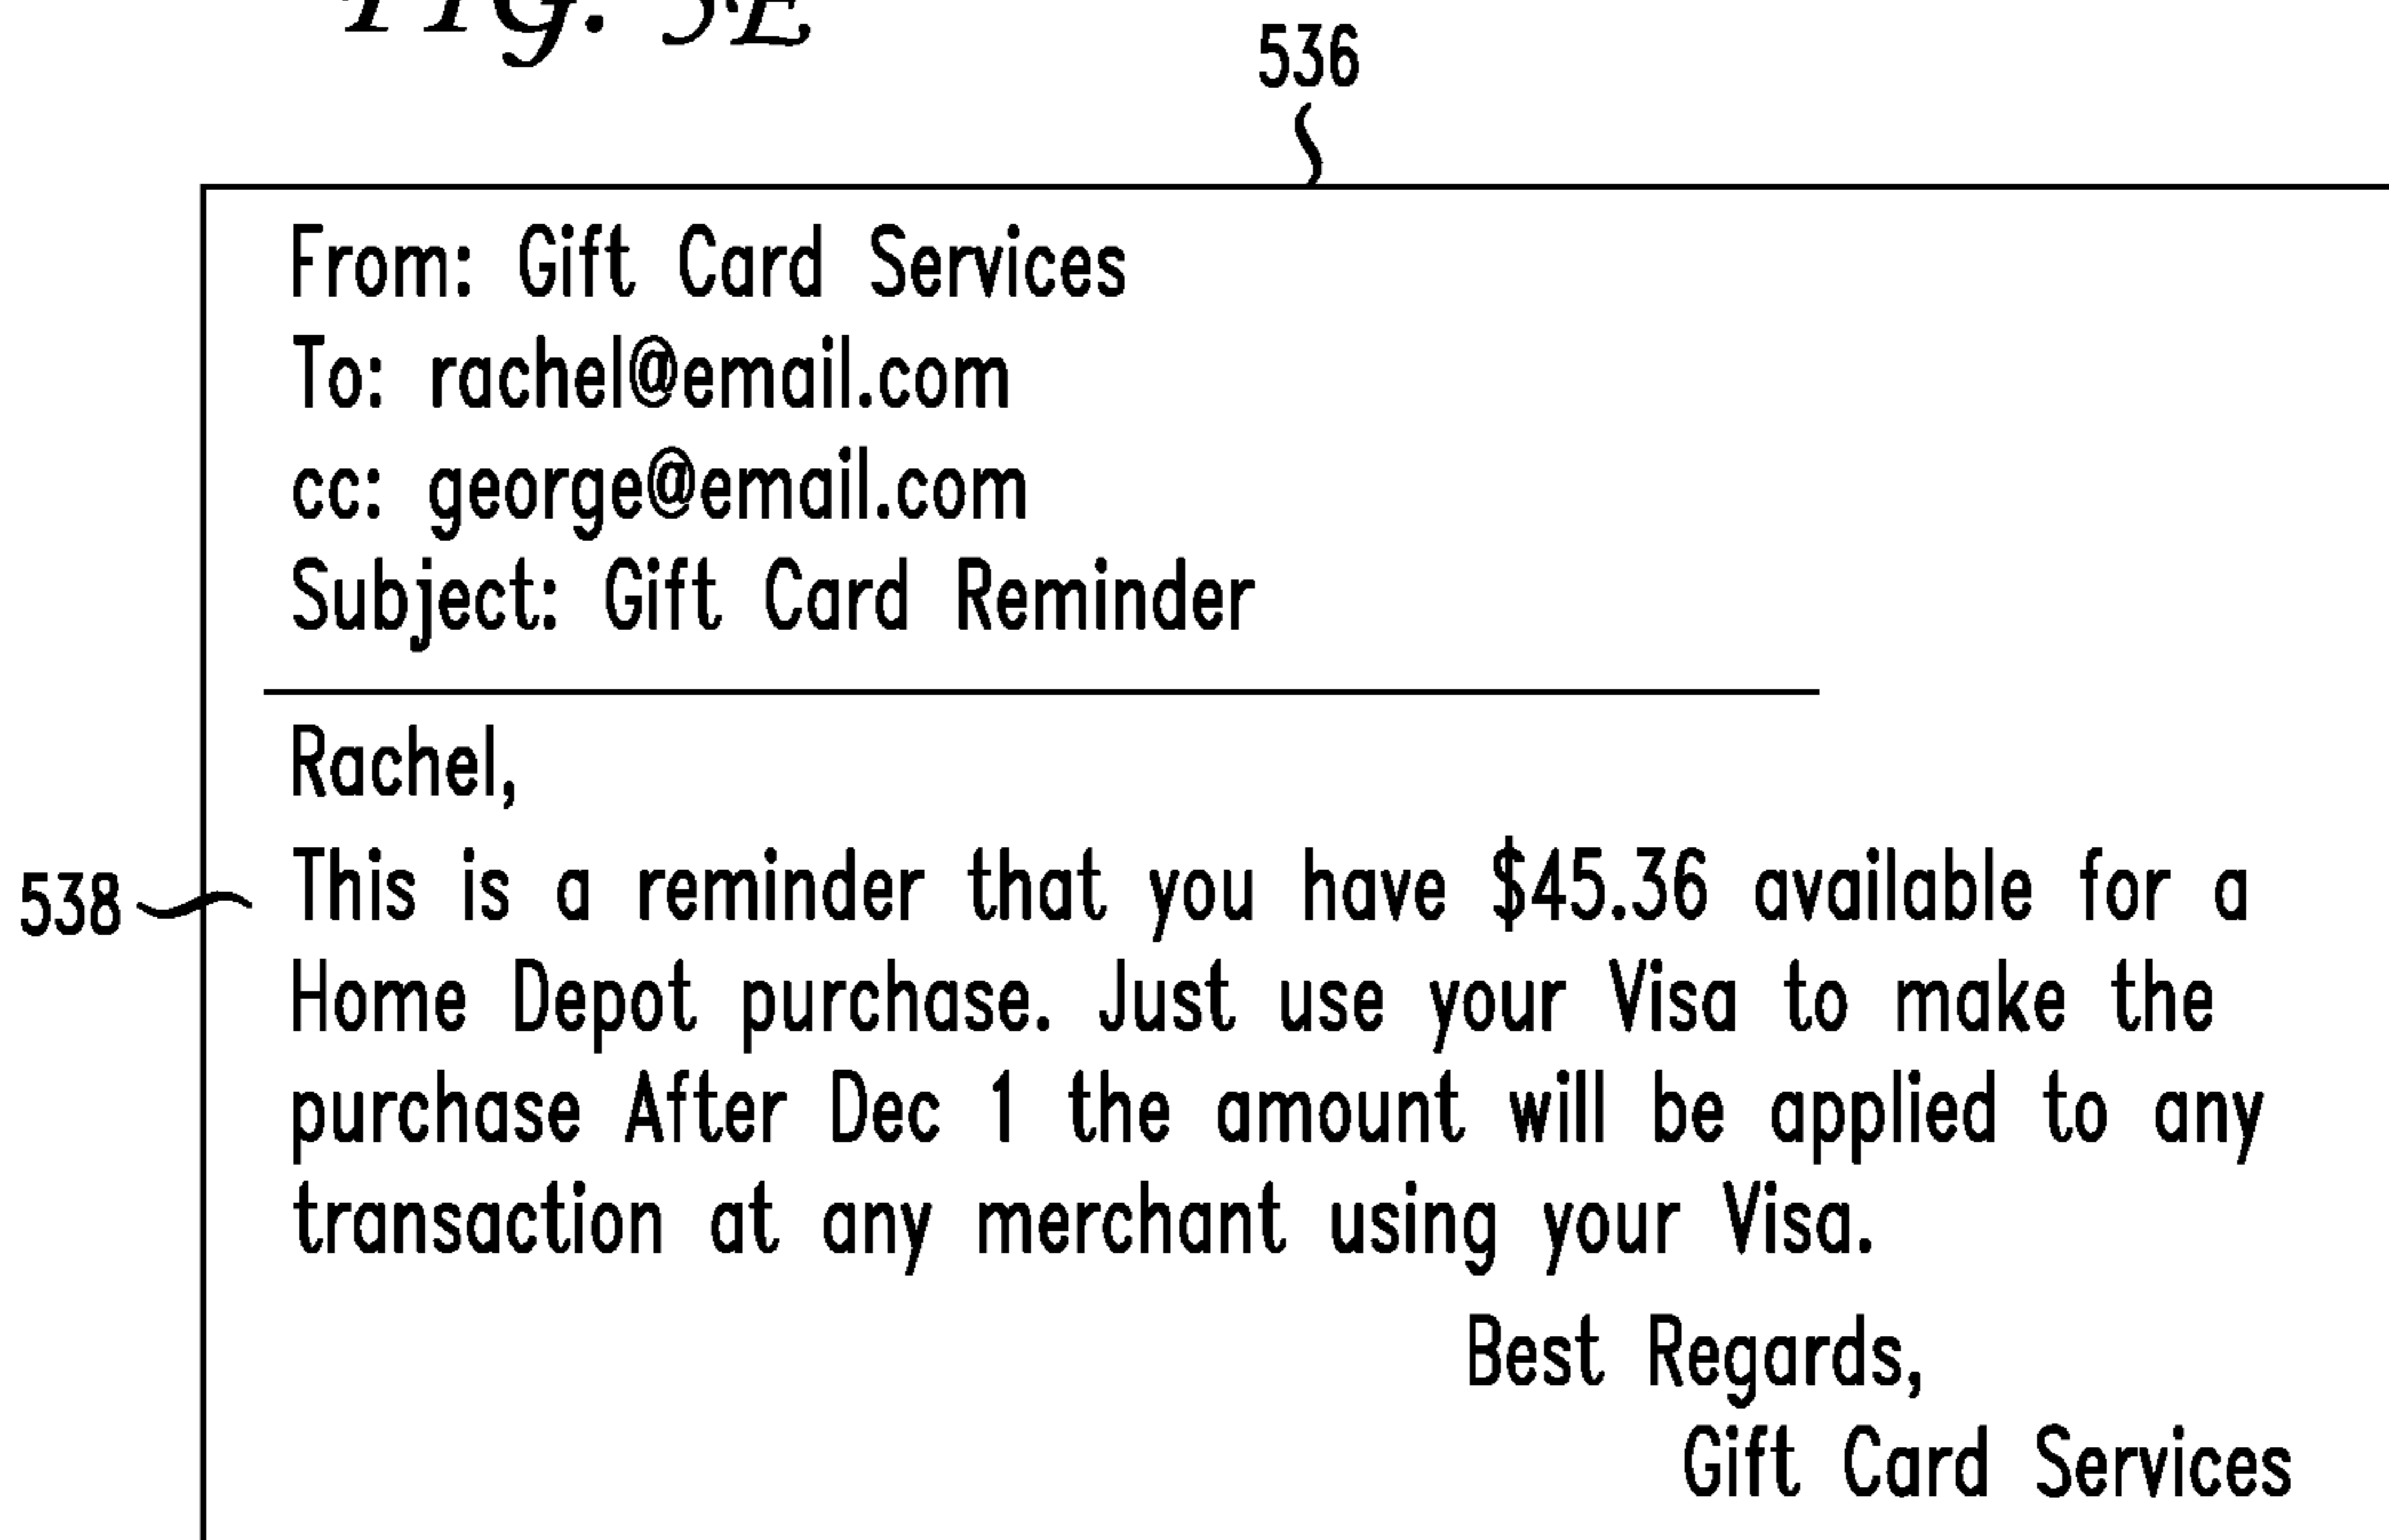 FIG. 5E
536
From: Gift Card Services
To: rachel@email.com
cc: george@email.com
Subject: Gift Card Reminder
Rachel,
538
This is a reminder that you have $45.36 available for a
Home Depot purchase. Just use your Visa to make the
purchase After Dec 1 the amount will be applied to any
transaction at any merchant using your Visa.
Best Regards,
Gift Card Services